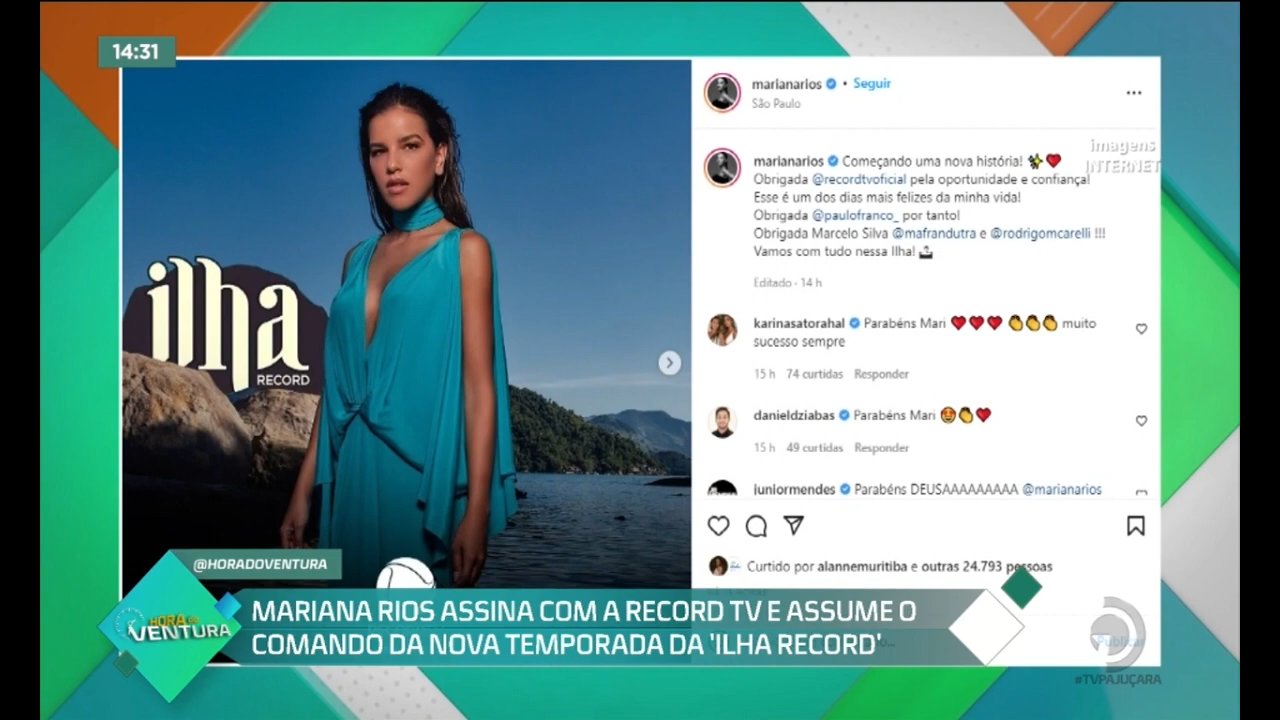 14:31
marianarios • Seguir
São Paulo
imagens
INTERNET
marianarios Começando uma nova história! ✨❤️
Obrigada @recordtvoficial pela oportunidade e confiança!
Esse é um dos dias mais felizes da minha vida!
Obrigada @paulofranco_ por tanto!
Obrigada Marcelo Silva @mafrandutra e @rodrigomcarelli !!!
Vamos com tudo nessa Ilha!
Editado · 14 h
karinasatorahal Parabéns Mari ❤️❤️❤️ 👏👏👏 muito
sucesso sempre
15 h 74 curtidas Responder
danieldziabas Parabéns Mari 🤩👏❤️
15 h 49 curtidas Responder
juniormendes Parabéns DEUSAAAAAAAAA @marianarios
Curtido por alannemuritiba e outras 24.793 pessoas
Publicar
ilha
RECORD
@HORADOVENTURA
HORA DO
VENTURA
MARIANA RIOS ASSINA COM A RECORD TV E ASSUME O
COMANDO DA NOVA TEMPORADA DA 'ILHA RECORD'
#TVPAJUÇARA